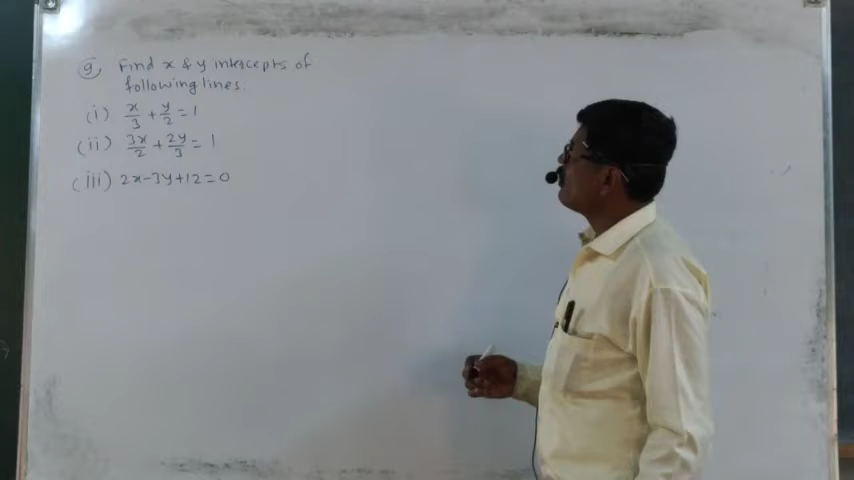 9) Find x & y intercepts of
following lines.
(i) x/3 + y/2 = 1
(ii) 3x/2 + 2y/3 = 1
(iii) 2x-3y+12=0